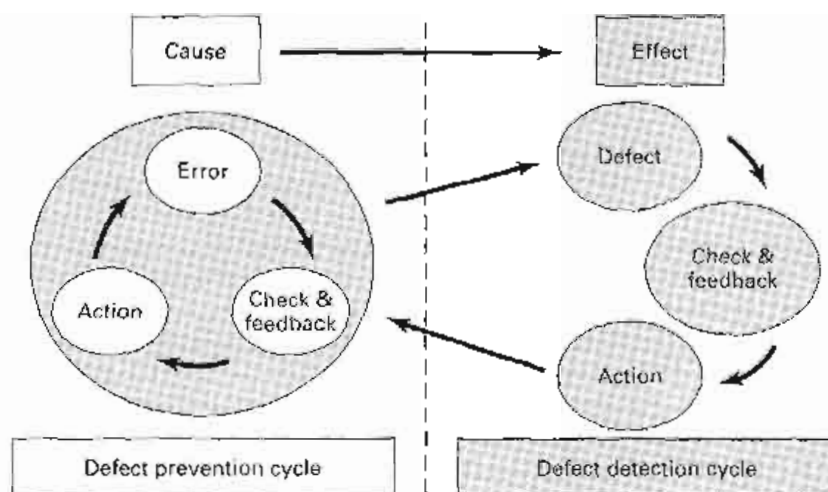 Cause
Effect
Error
Check &
feedback
Action
Defect
Check &
feedback
Action
Defect prevention cycle
Defect detection cycle